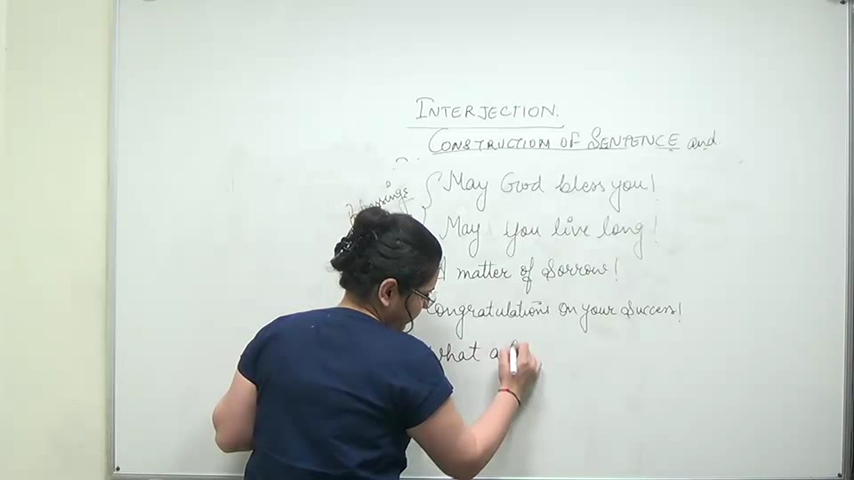 INTERJECTION.
CONSTRUCTION OF SENTENCE and
Blessings
May God bless you!
May you live long!
A matter of Sorrow!
Congratulations on your success!
What a